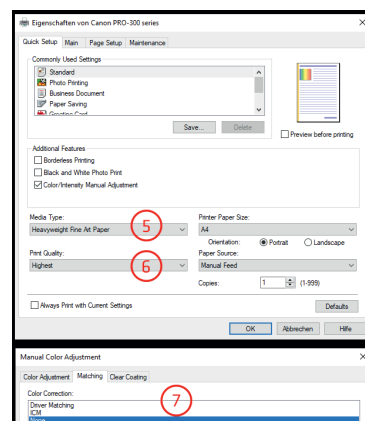 Eigenschaften von Canon PRO-300 series
Quick Setup Main Page Setup Maintenance
Commonly Used Settings
Standard
Photo Printing
Business Document
Paper Saving
Greeting Card
Save... Delete
Preview before printing
Additional Features
Borderless Printing
Black and White Photo Print
Color/Intensity Manual Adjustment
Media Type: Printer Paper Size:
Heavyweight Fine Art Paper 5 A4
Orientation: Portrait Landscape
Print Quality: Paper Source:
Highest 6 Manual Feed
Copies: 1 (1-999)
Always Print with Current Settings Defaults
OK Abbrechen Hilfe
Manual Color Adjustment
Color Adjustment Matching Clear Coating
Color Correction: 7
Driver Matching
ICM
None